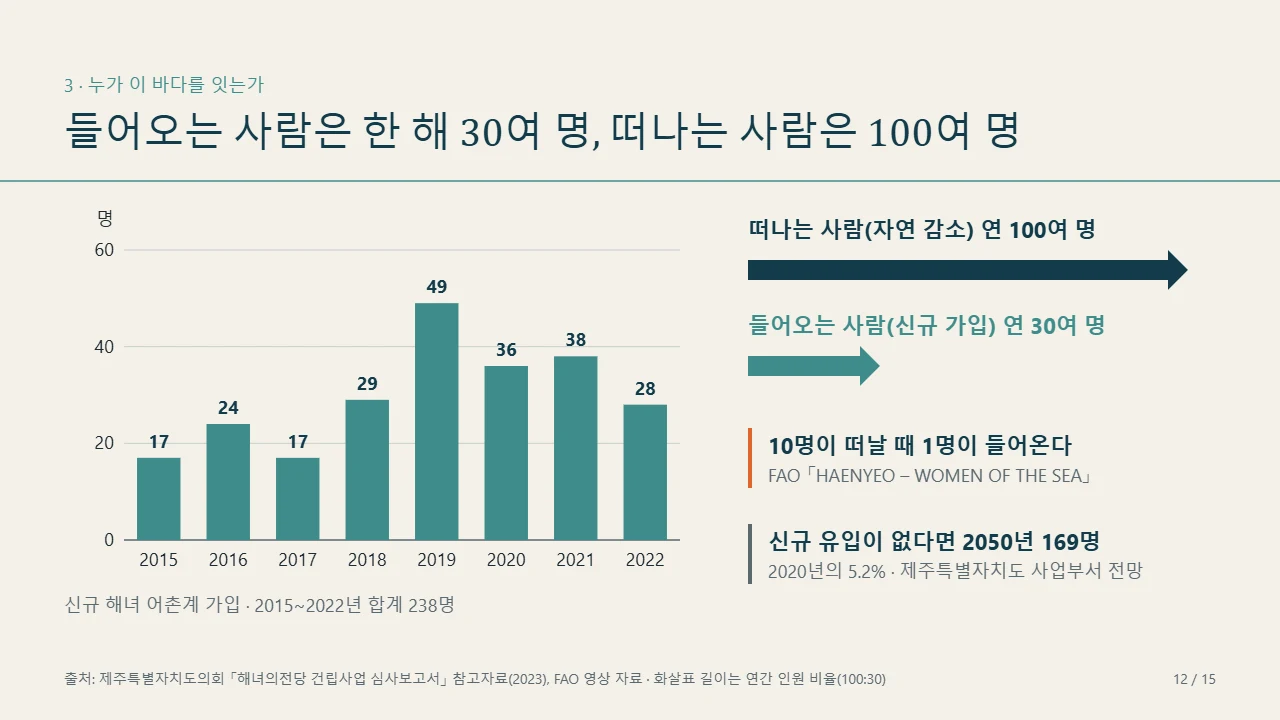 3 · 누가 이 바다를 잇는가
들어오는 사람은 한 해 30여 명, 떠나는 사람은 100여 명
명
60
40
20
0
17
24
17
29
49
36
38
28
2015 2016 2017 2018 2019 2020 2021 2022
신규 해녀 어촌계 가입 · 2015~2022년 합계 238명
떠나는 사람(자연 감소) 연 100여 명
들어오는 사람(신규 가입) 연 30여 명
10명이 떠날 때 1명이 들어온다
FAO 「HAENYEO – WOMEN OF THE SEA」
신규 유입이 없다면 2050년 169명
2020년의 5.2% · 제주특별자치도 사업부서 전망
출처: 제주특별자치도의회 「해녀의전당 건립사업 심사보고서」 참고자료(2023), FAO 영상 자료 · 화살표 길이는 연간 인원 비율(100:30)
12 / 15